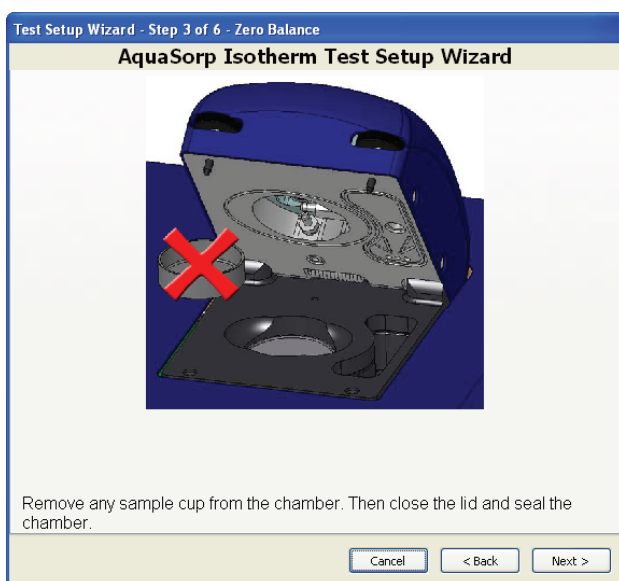 Test Setup Wizard - Step 3 of 6 - Zero Balance
AquaSorp Isotherm Test Setup Wizard
Remove any sample cup from the chamber. Then close the lid and seal the
chamber.
Cancel
< Back
Next >